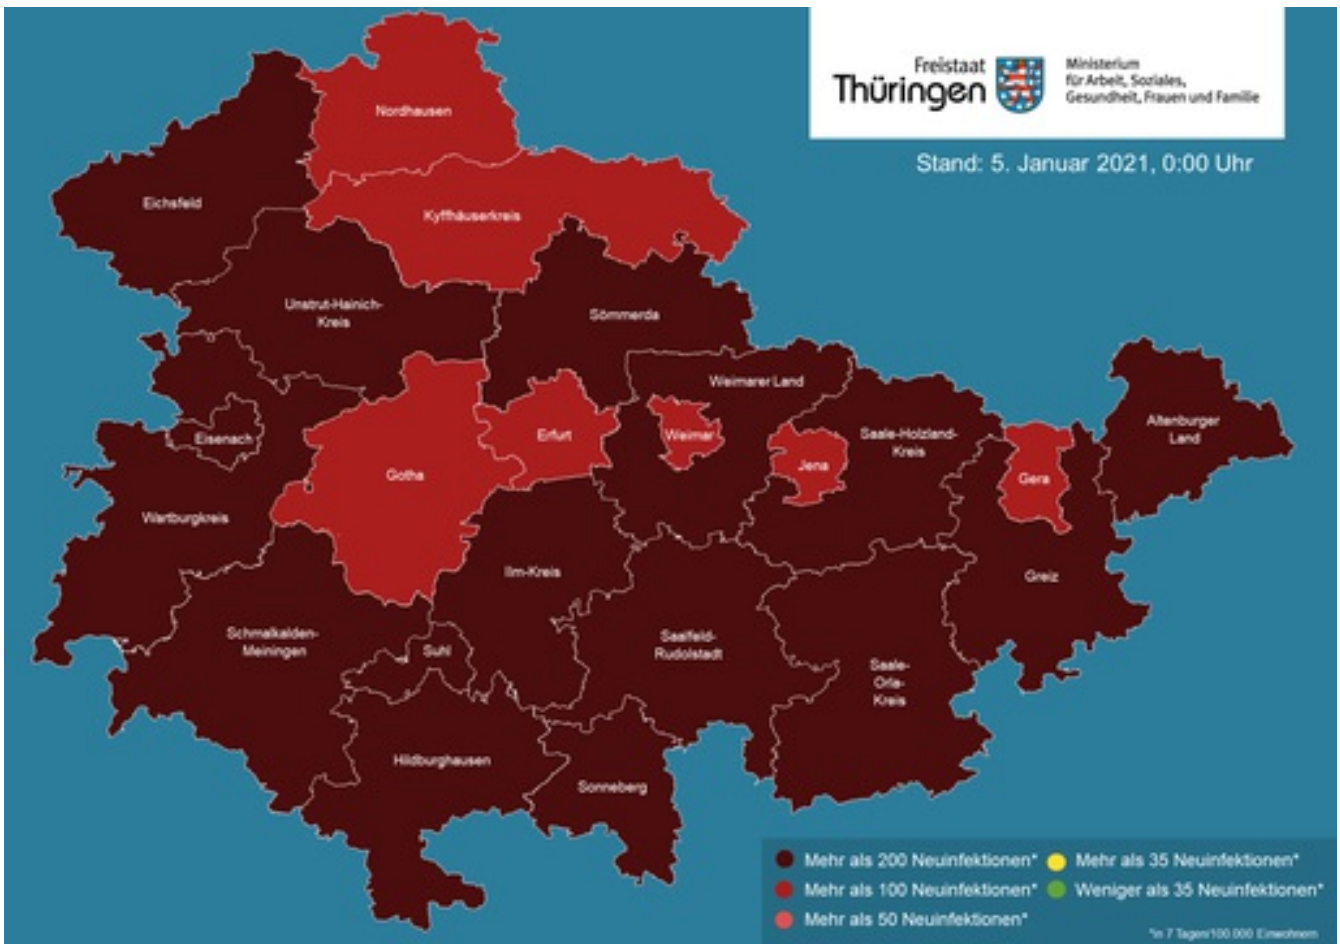 Freistaat
Thüringen
Ministerium
für Arbeit, Soziales,
Gesundheit, Frauen und Familie
Stand: 5. Januar 2021, 0:00 Uhr
Nordhausen
Eichsfeld
Kyffhäuserkreis
Unstrut-Hainich-
Kreis
Sömmerda
Weimarer Land
Eisenach
Gotha
Erfurt
Weimar
Jena
Saale-Holzland-
Kreis
Gera
Altenburger
Land
Wartburgkreis
Ilm-Kreis
Greiz
Schmalkalden-
Meiningen
Suhl
Saalfeld-
Rudolstadt
Saale-
Orla-
Kreis
Hildburghausen
Sonneberg
Mehr als 200 Neuinfektionen*
Mehr als 100 Neuinfektionen*
Mehr als 50 Neuinfektionen*
Mehr als 35 Neuinfektionen*
Weniger als 35 Neuinfektionen*
*in 7 Tagen/100.000 Einwohnern